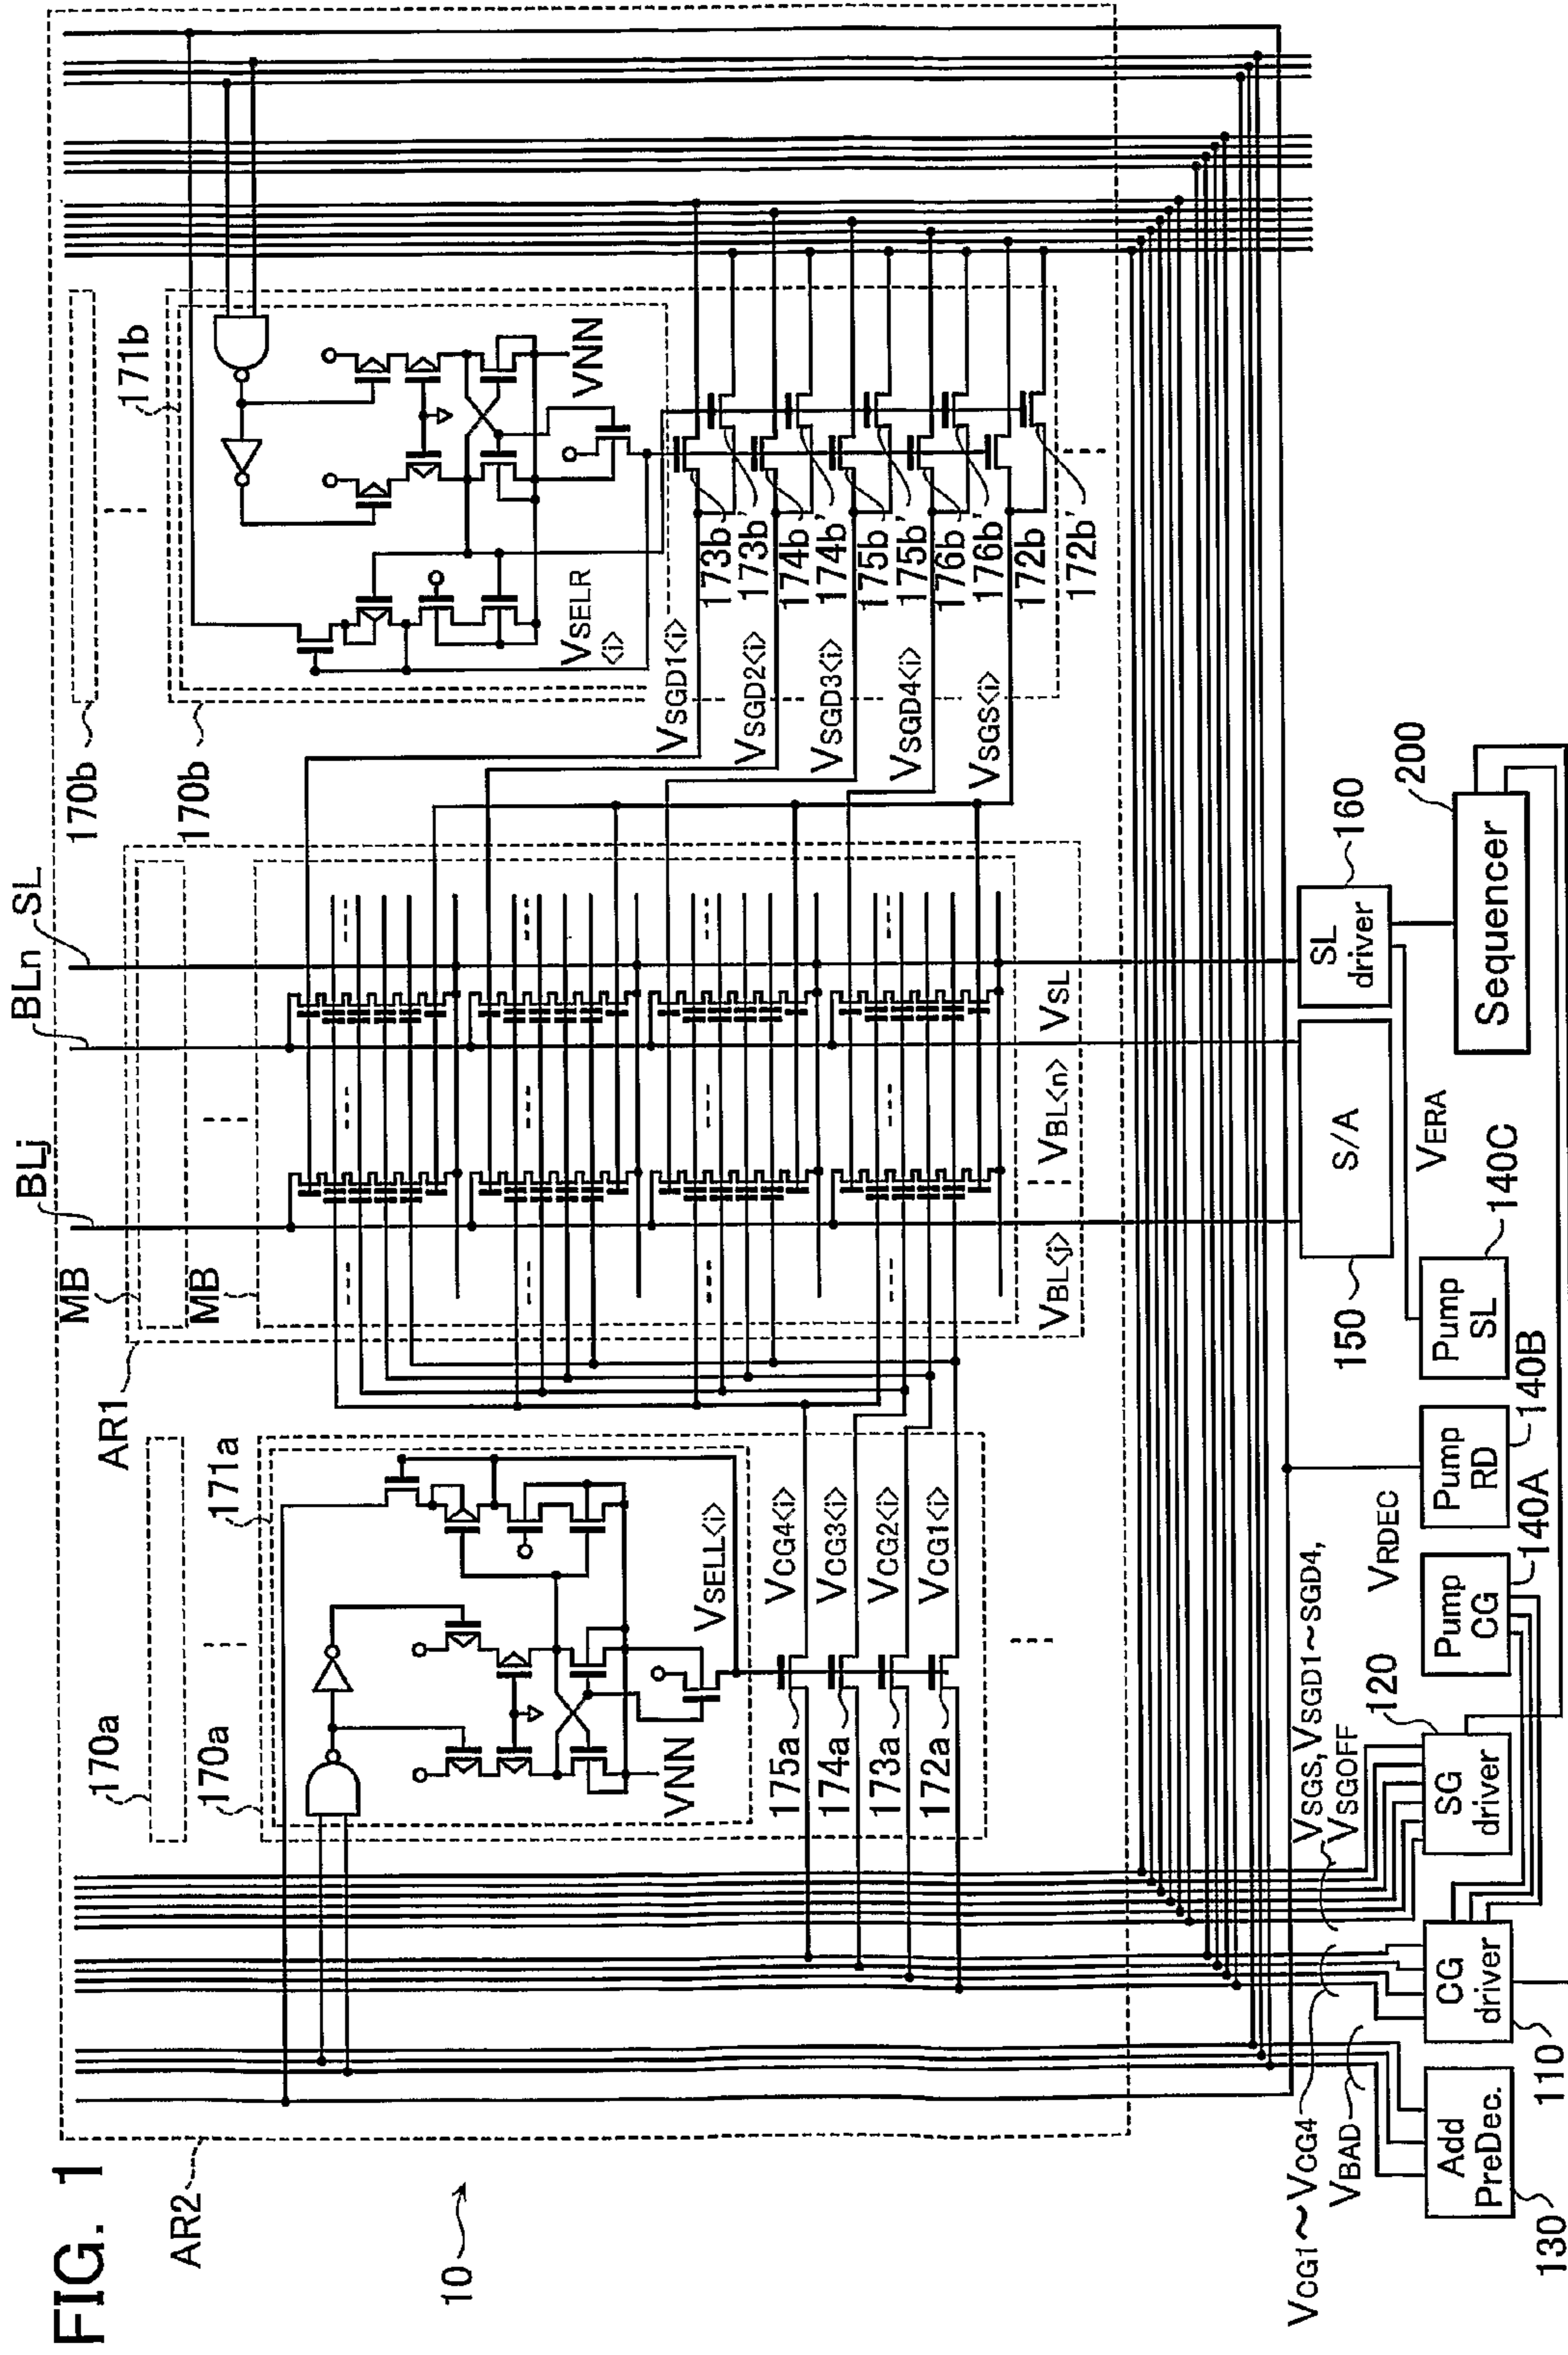 FIG. 1
10
AR2
AR1
170a
170a
171a
MB
MB
BLj
BLn
SL
170b
170b
171b
VNN
VSELL<i>
175a
174a
173a
172a
VCG4<i>
VCG3<i>
VCG2<i>
VCG1<i>
VBL<j>
VBL<n>
VSL
VNN
VSELR
<i>
VSGD1<i>
VSGD2<i>
VSGD3<i>
VSGD4<i>
VSGS<i>
173b
173b'
174b
174b'
175b
175b'
176b
176b'
172b
172b'
VCG1~VCG4
VBAD
VSGS,VSGD1~SGD4,
VSGOFF
VRDEC
VERA
Add
PreDec.
130
CG
driver
110
SG
driver
120
Pump
CG
140A
Pump
RD
140B
Pump
SL
140C
S/A
150
SL
driver
160
Sequencer
200